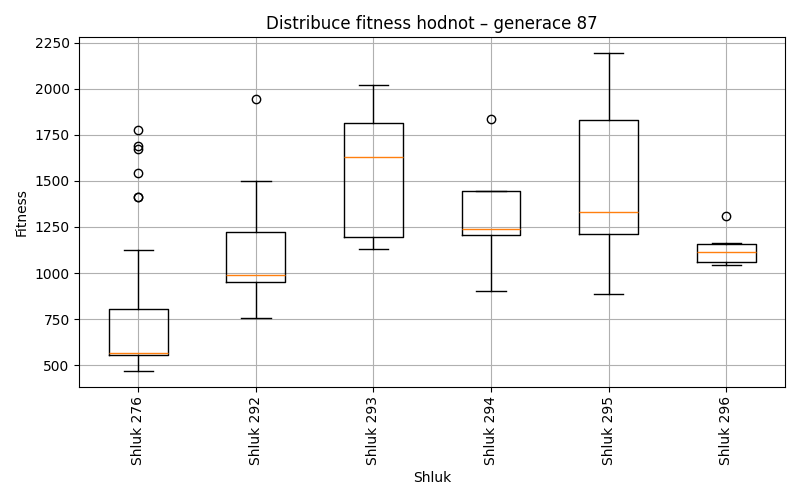 Distribuce fitness hodnot – generace 87
Fitness
2250
2000
1750
1500
1250
1000
750
500
Shluk 276
Shluk 292
Shluk 293
Shluk 294
Shluk 295
Shluk 296
Shluk